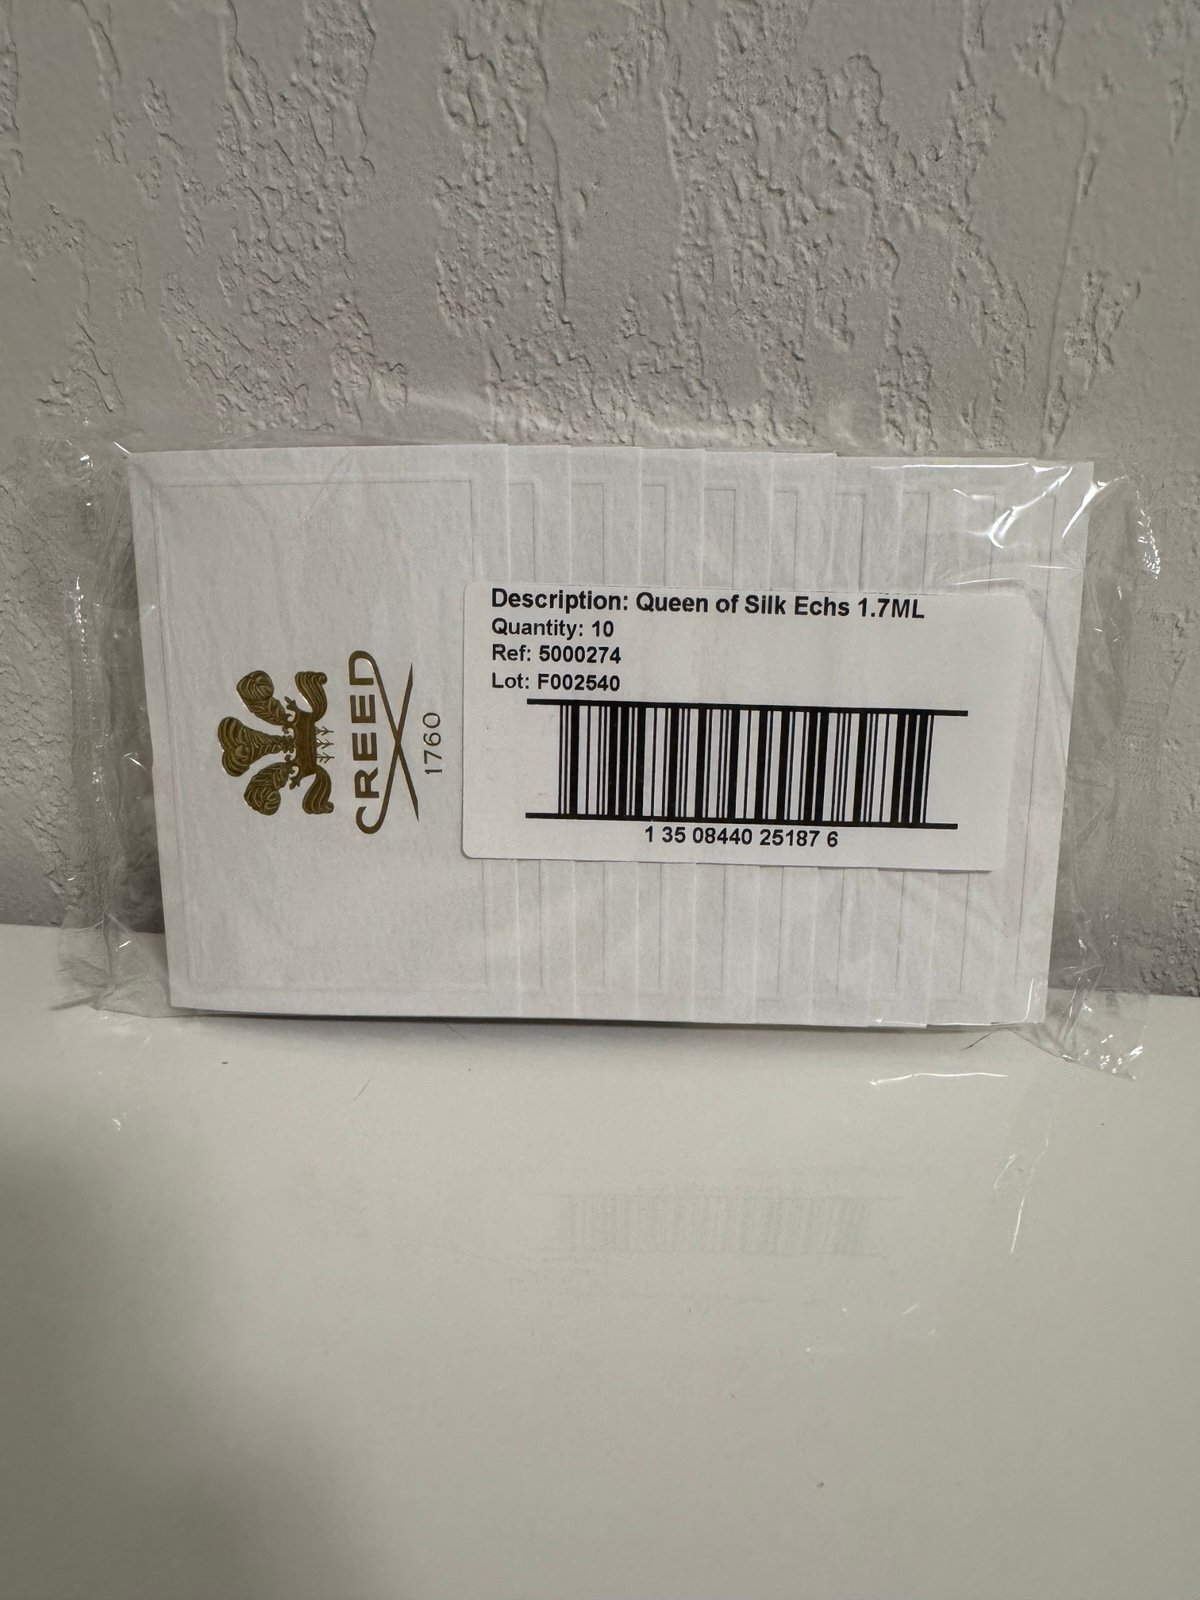 CREED
1760
Description: Queen of Silk Echs 1.7ML
Quantity: 10
Ref: 5000274
Lot: F002540
1 35 08440 25187 6